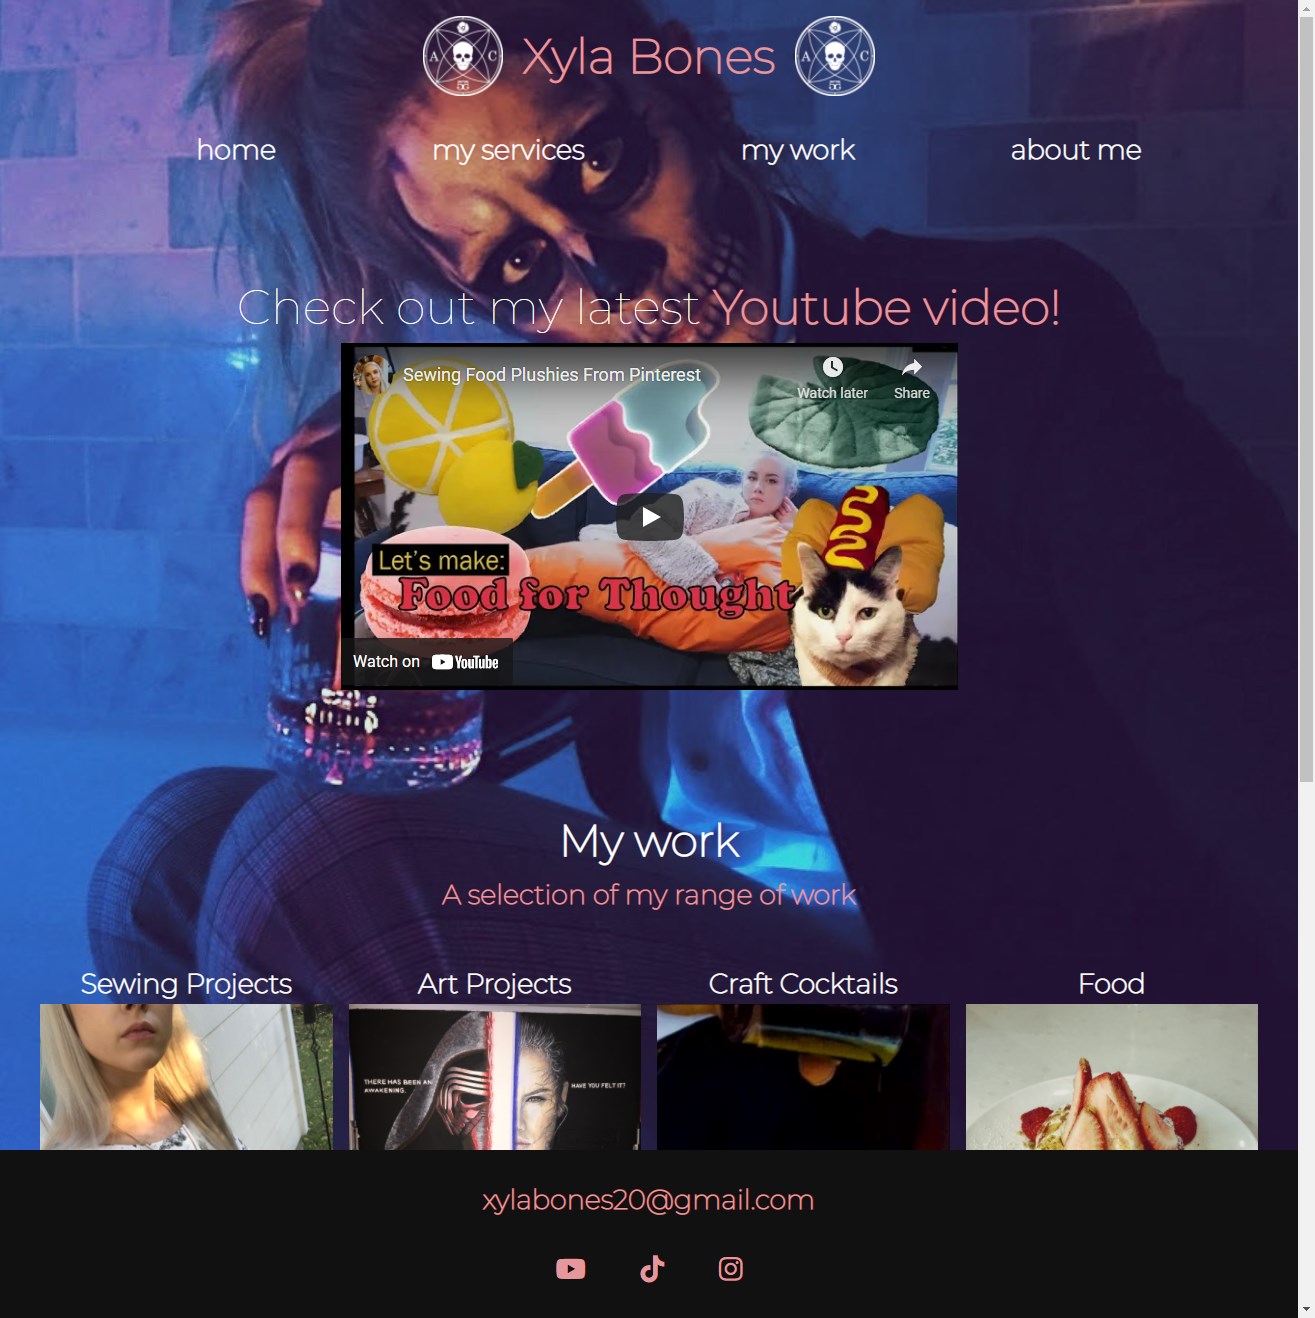 A C
Xyla Bones
A C
home my services my work about me
Check out my latest Youtube video!
Sewing Food Plushies From Pinterest
Watch later Share
Let's make:
Food for Thought
Watch on YouTube
My work
A selection of my range of work
Sewing Projects Art Projects Craft Cocktails Food
THERE HAS BEEN AN
AWAKENING.
HAVE YOU FELT IT?
xylabones20@gmail.com